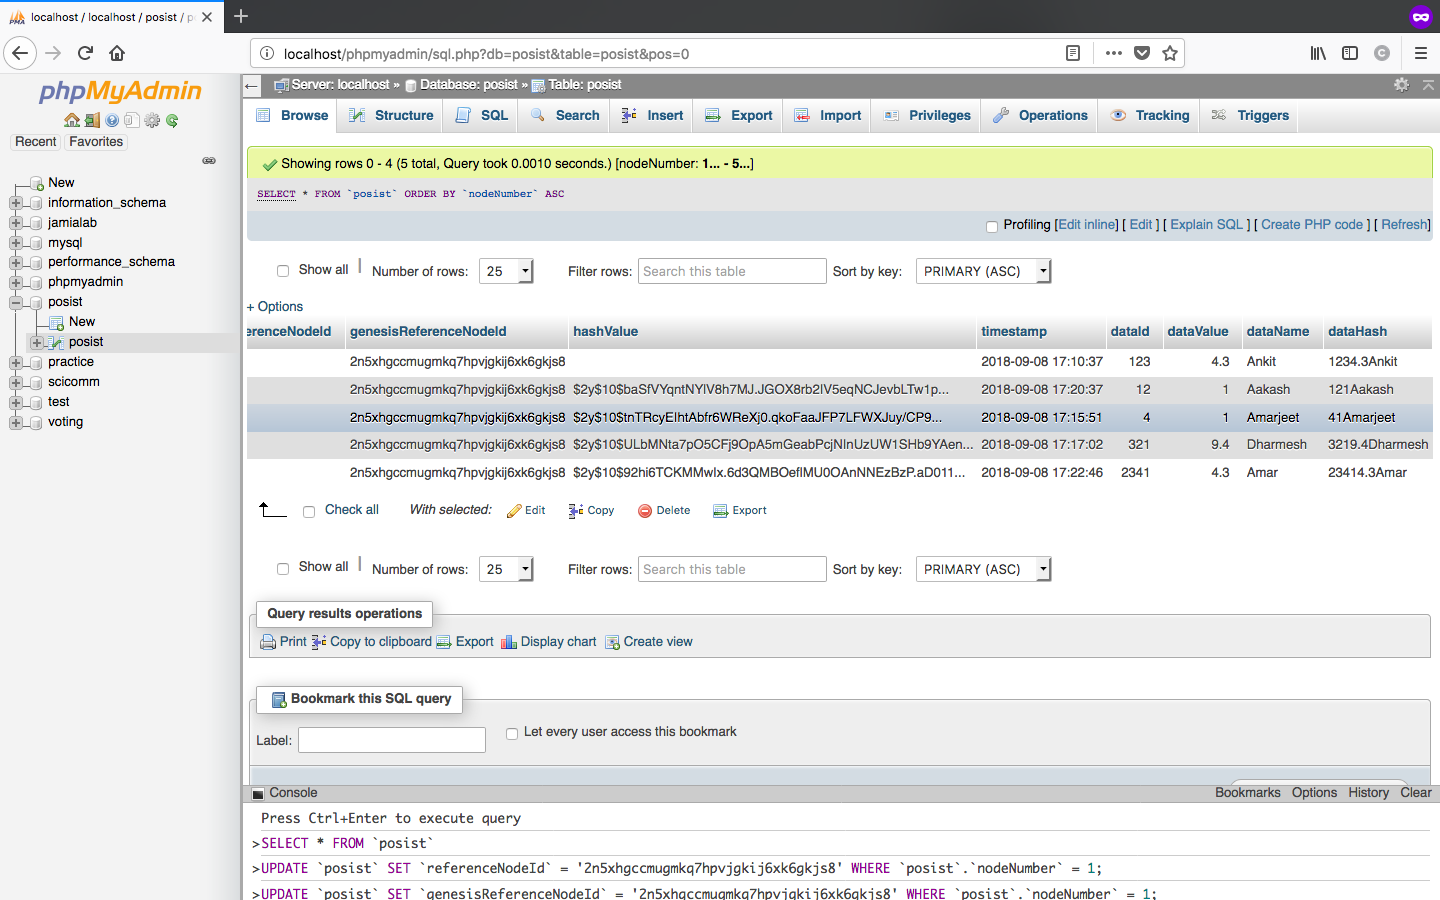 localhost / localhost / posist / p
localhost/phpmyadmin/sql.php?db=posist&table=posist&pos=0
phpMyAdmin
Recent Favorites
New
information_schema
jamialab
mysql
performance_schema
phpmyadmin
posist
New
posist
practice
scicomm
test
voting
Server: localhost » Database: posist » Table: posist
Browse Structure SQL Search Insert Export Import Privileges Operations Tracking Triggers
Showing rows 0 - 4 (5 total, Query took 0.0010 seconds.) [nodeNumber: 1... - 5...]
SELECT * FROM `posist` ORDER BY `nodeNumber` ASC
Profiling [Edit inline] [ Edit ] [ Explain SQL ] [ Create PHP code ] [ Refresh]
Show all | Number of rows: 25 Filter rows: Search this table Sort by key: PRIMARY (ASC)
+ Options
erenceNodeId genesisReferenceNodeId hashValue timestamp dataId dataValue dataName dataHash
2n5xhgccmugmkq7hpvjgkij6xk6gkjs8 2018-09-08 17:10:37 123 4.3 Ankit 1234.3Ankit
2n5xhgccmugmkq7hpvjgkij6xk6gkjs8 $2y$10$baSfVYqntNYlV8h7MJ.JGOX8rb2IV5eqNCJevbLTw1p... 2018-09-08 17:20:37 12 1 Aakash 121Aakash
2n5xhgccmugmkq7hpvjgkij6xk6gkjs8 $2y$10$tnTRcyElhtAbfr6WReXj0.qkoFaaJFP7LFWXJuy/CP9... 2018-09-08 17:15:51 4 1 Amarjeet 41Amarjeet
2n5xhgccmugmkq7hpvjgkij6xk6gkjs8 $2y$10$ULbMNta7pO5CFj9OpA5mGeabPcjNInUzUW1SHb9YAen... 2018-09-08 17:17:02 321 9.4 Dharmesh 3219.4Dharmesh
2n5xhgccmugmkq7hpvjgkij6xk6gkjs8 $2y$10$92hi6TCKMMwlx.6d3QMBOeflMU0OAnNNEzBzP.aD011... 2018-09-08 17:22:46 2341 4.3 Amar 23414.3Amar
Check all With selected: Edit Copy Delete Export
Show all | Number of rows: 25 Filter rows: Search this table Sort by key: PRIMARY (ASC)
Query results operations
Print Copy to clipboard Export Display chart Create view
Bookmark this SQL query
Label: Let every user access this bookmark
Console Bookmarks Options History Clear
Press Ctrl+Enter to execute query
>SELECT * FROM `posist`
>UPDATE `posist` SET `referenceNodeId` = '2n5xhgccmugmkq7hpvjgkij6xk6gkjs8' WHERE `posist`.`nodeNumber` = 1;
>UPDATE `posist` SET `genesisReferenceNodeId` = '2n5xhgccmugmkq7hpvjgkij6xk6gkjs8' WHERE `posist`.`nodeNumber` = 1;